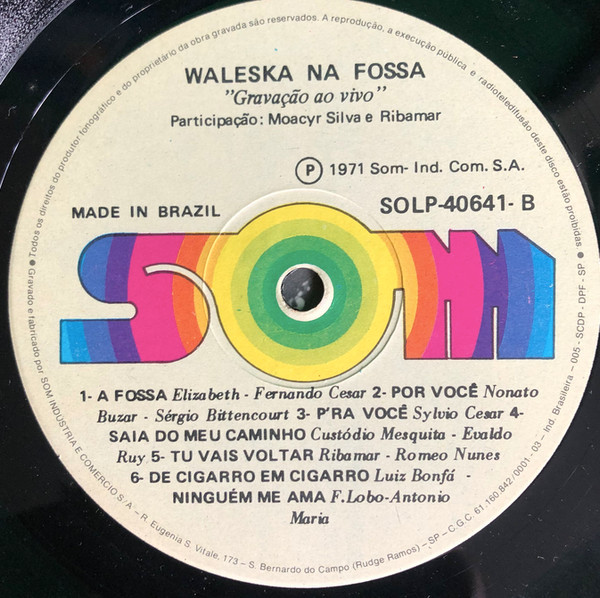 ● Todos os direitos do produtor fonográfico e do proprietário da obra gravada são reservados. A reprodução, a execução pública e radioteledifusão deste disco estão proibidas ●
WALESKA NA FOSSA
"Gravação ao vivo"
Participação: Moacyr Silva e Ribamar
Ⓟ 1971 Som- Ind. Com. S.A.
MADE IN BRAZIL
SOLP-40641- B
SOM
1- A FOSSA Elizabeth - Fernando Cesar 2- POR VOCÊ Nonato
Buzar - Sérgio Bittencourt 3- P'RA VOCÊ Sylvio Cesar 4-
SAIA DO MEU CAMINHO Custódio Mesquita - Evaldo
Ruy 5- TU VAIS VOLTAR Ribamar - Romeo Nunes
6- DE CIGARRO EM CIGARRO Luiz Bonfá -
NINGUÉM ME AMA F.Lobo-Antonio
Maria
● Gravado e fabricado por SOM INDÚSTRIA E COMÉRCIO S/A - R. Eugenia S. Vitale, 173 - S. Bernardo do Campo (Rudge Ramos) - SP - C.G.C. 61.160.842/0001 - 03 - Ind. Brasileira - 005 - SCDP - DPF - SP ●